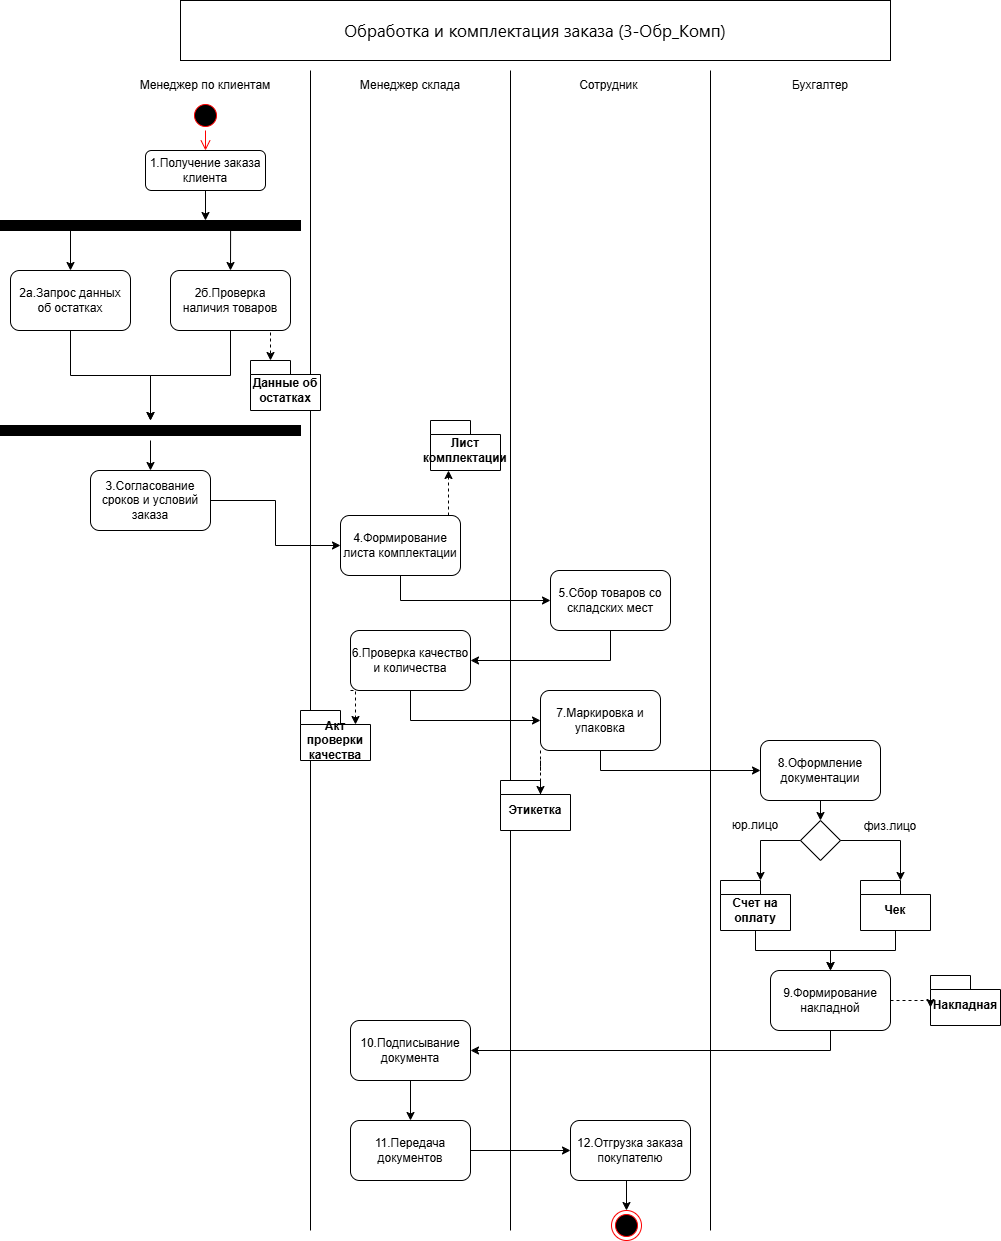 Обработка и комплектация заказа (3-Обр_Комп)
Менеджер по клиентам
Менеджер склада
Сотрудник
Бухгалтер
1.Получение заказа
клиента
2а.Запрос данных
об остатках
2б.Проверка
наличия товаров
Данные об
остатках
Лист
комплектации
3.Согласование
сроков и условий
заказа
4.Формирование
листа комплектации
5.Сбор товаров со
складских мест
6.Проверка качество
и количества
Акт
проверки
качества
7.Маркировка и
упаковка
Этикетка
8.Оформление
документации
юр.лицо
физ.лицо
Счет на
оплату
Чек
9.Формирование
накладной
Накладная
10.Подписывание
документа
11.Передача
документов
12.Отгрузка заказа
покупателю